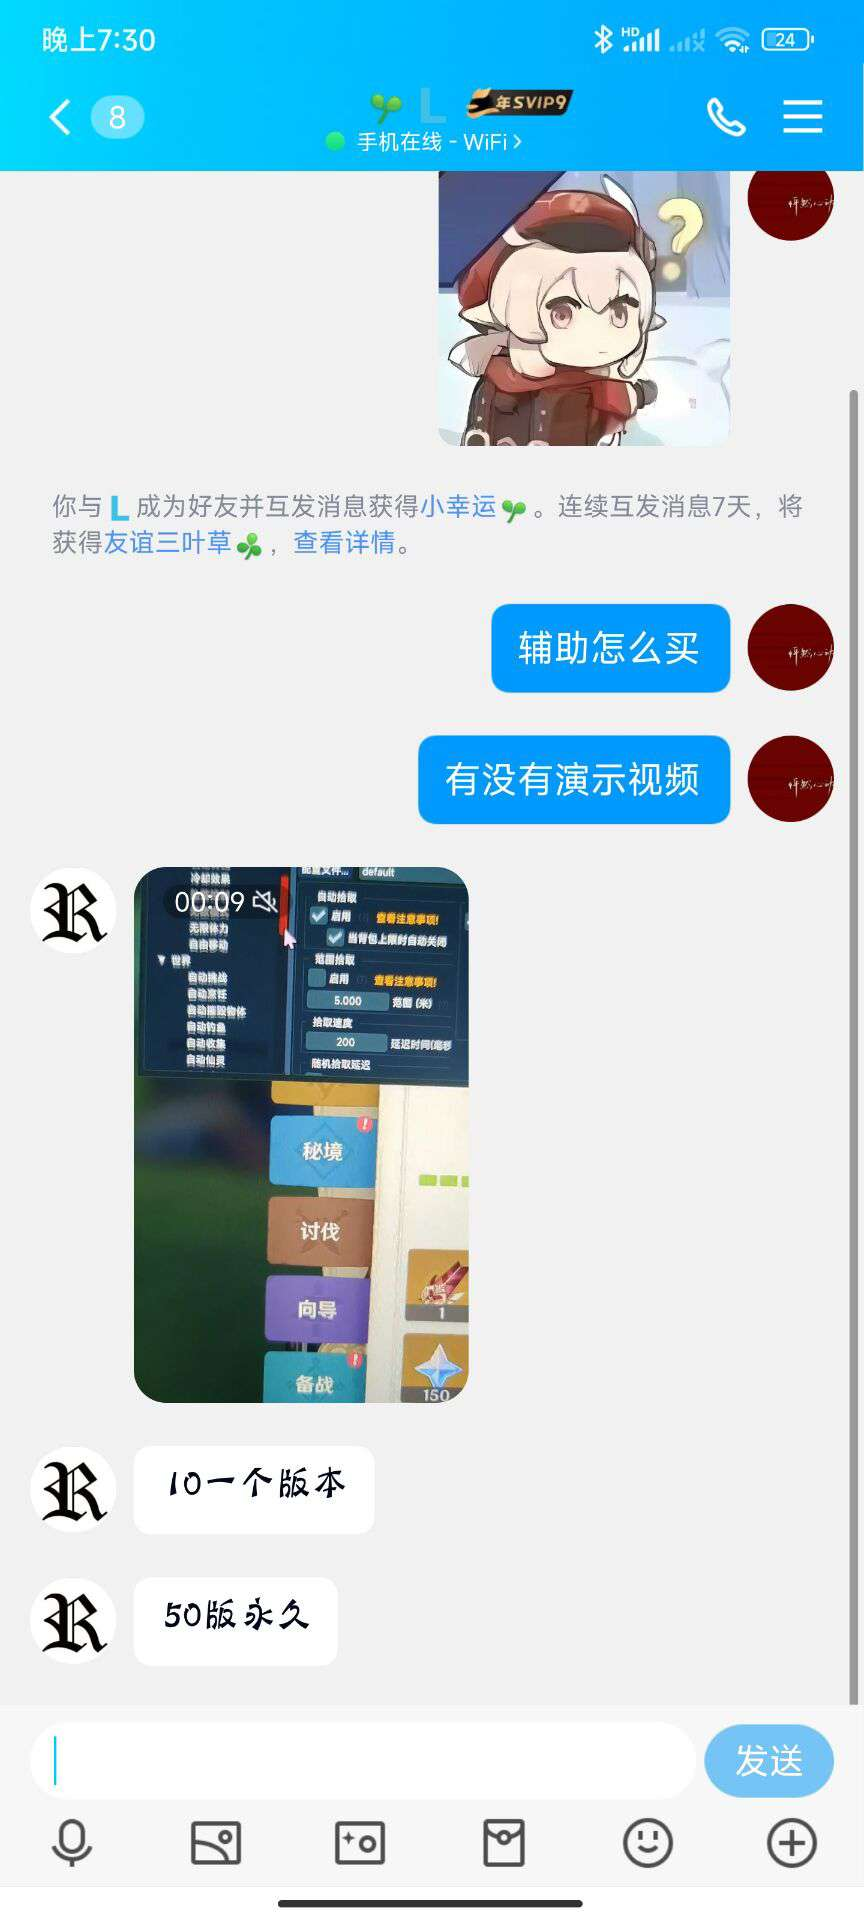 晚上7:30
HD
24
8
L
年SVIP9
手机在线 - WiFi
你与 L 成为好友并互发消息获得小幸运 。连续互发消息7天，将
获得友谊三叶草 ，查看详情。
辅助怎么买
有没有演示视频
00:09
冷却效果
无限体力
自由移动
世界
自动挑战
自动烹饪
自动摧毁物体
自动钓鱼
自动收集
自动仙灵
配置文件...
default
自动拾取
启用
查看注意事项!
当背包上限时自动关闭
范围拾取
启用
查看注意事项!
5.000
范围 (米)
拾取速度
200
延迟时间(毫秒
随机拾取延迟
秘境
讨伐
向导
备战
1
150
R
10一个版本
R
50版永久
R
发送